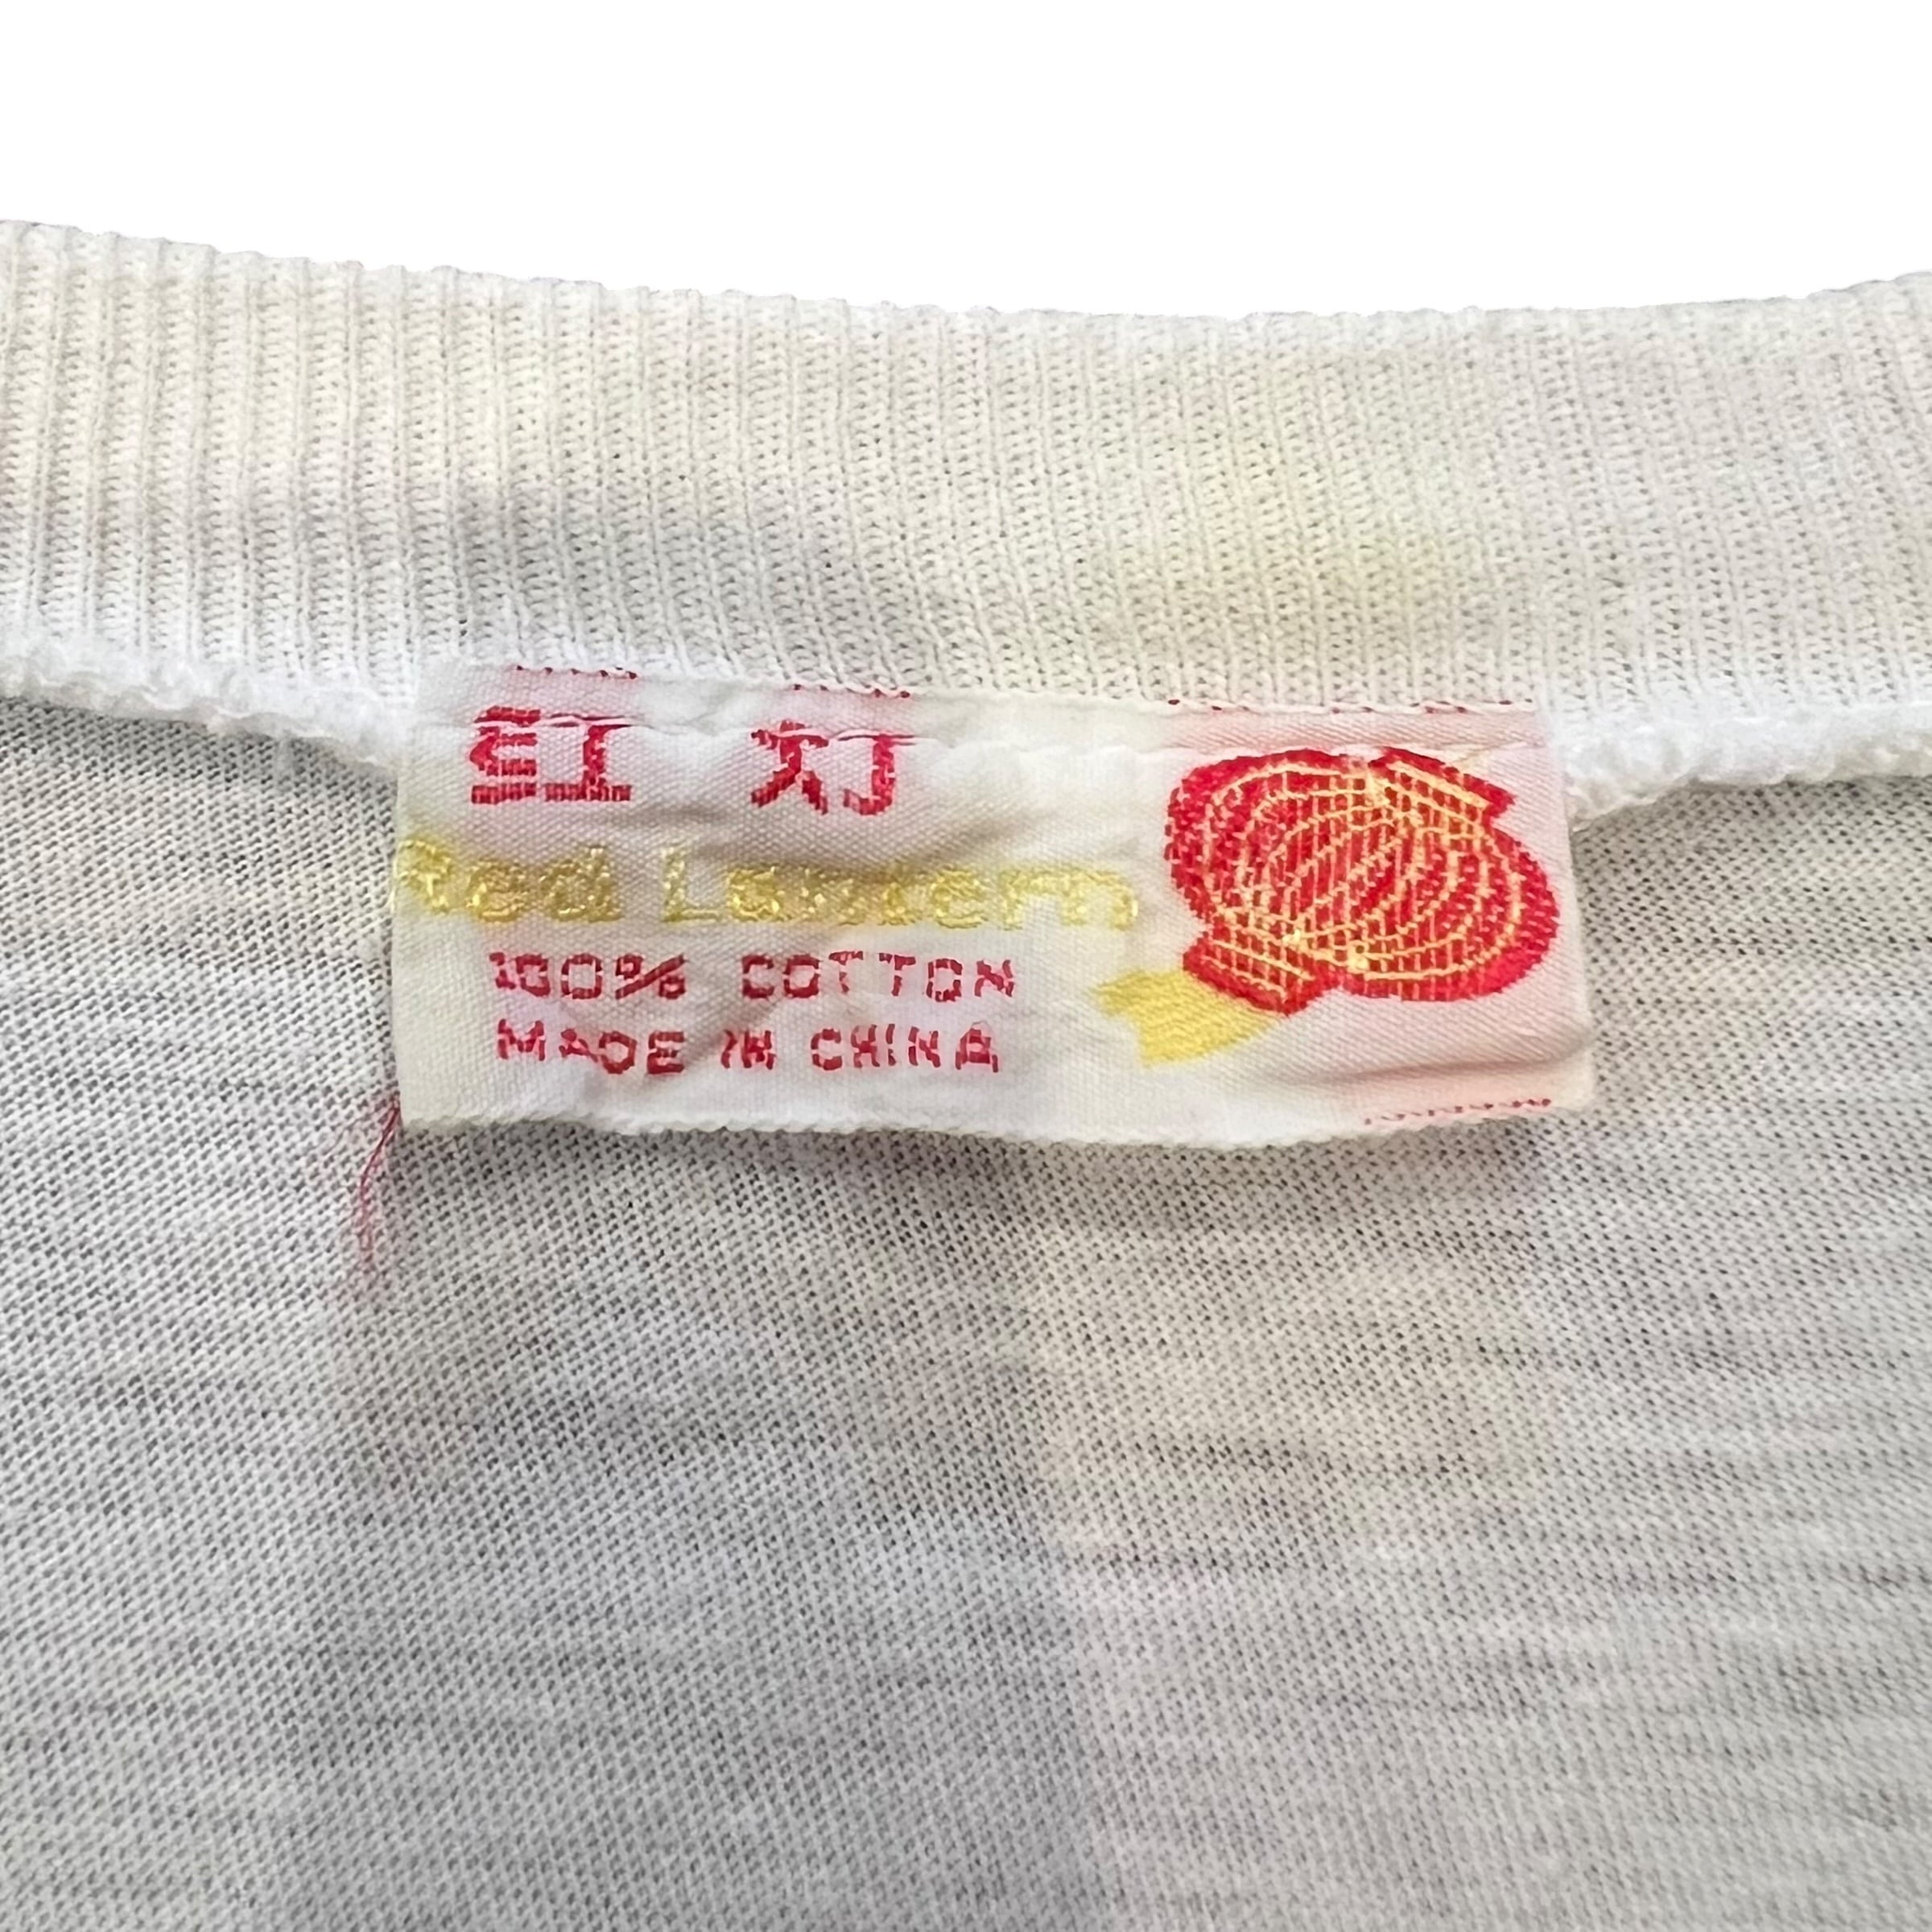 红 灯
Red Lantern
100% COTTON
MADE IN CHINA